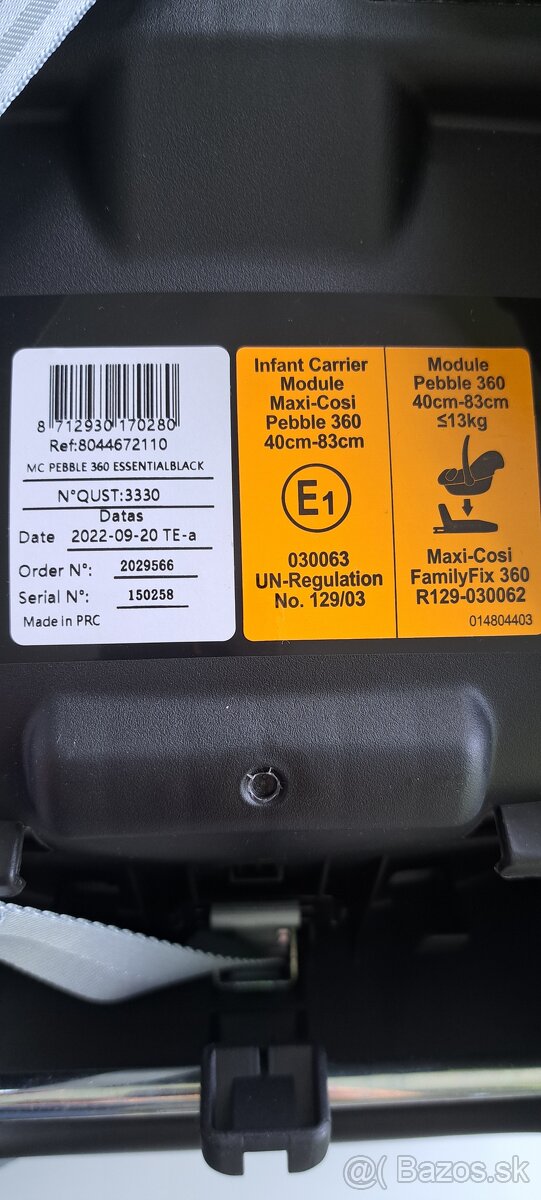 8 712930 170280
Ref:8044672110
MC PEBBLE 360 ESSENTIALBLACK
N°QUST:3330
Datas
Date 2022-09-20 TE-a
Order N°: 2029566
Serial N°: 150258
Made in PRC
Infant Carrier
Module
Maxi-Cosi
Pebble 360
40cm-83cm
E1
030063
UN-Regulation
No. 129/03
Module
Pebble 360
40cm-83cm
≤13kg
Maxi-Cosi
FamilyFix 360
R129-030062
014804403
Bazos.sk